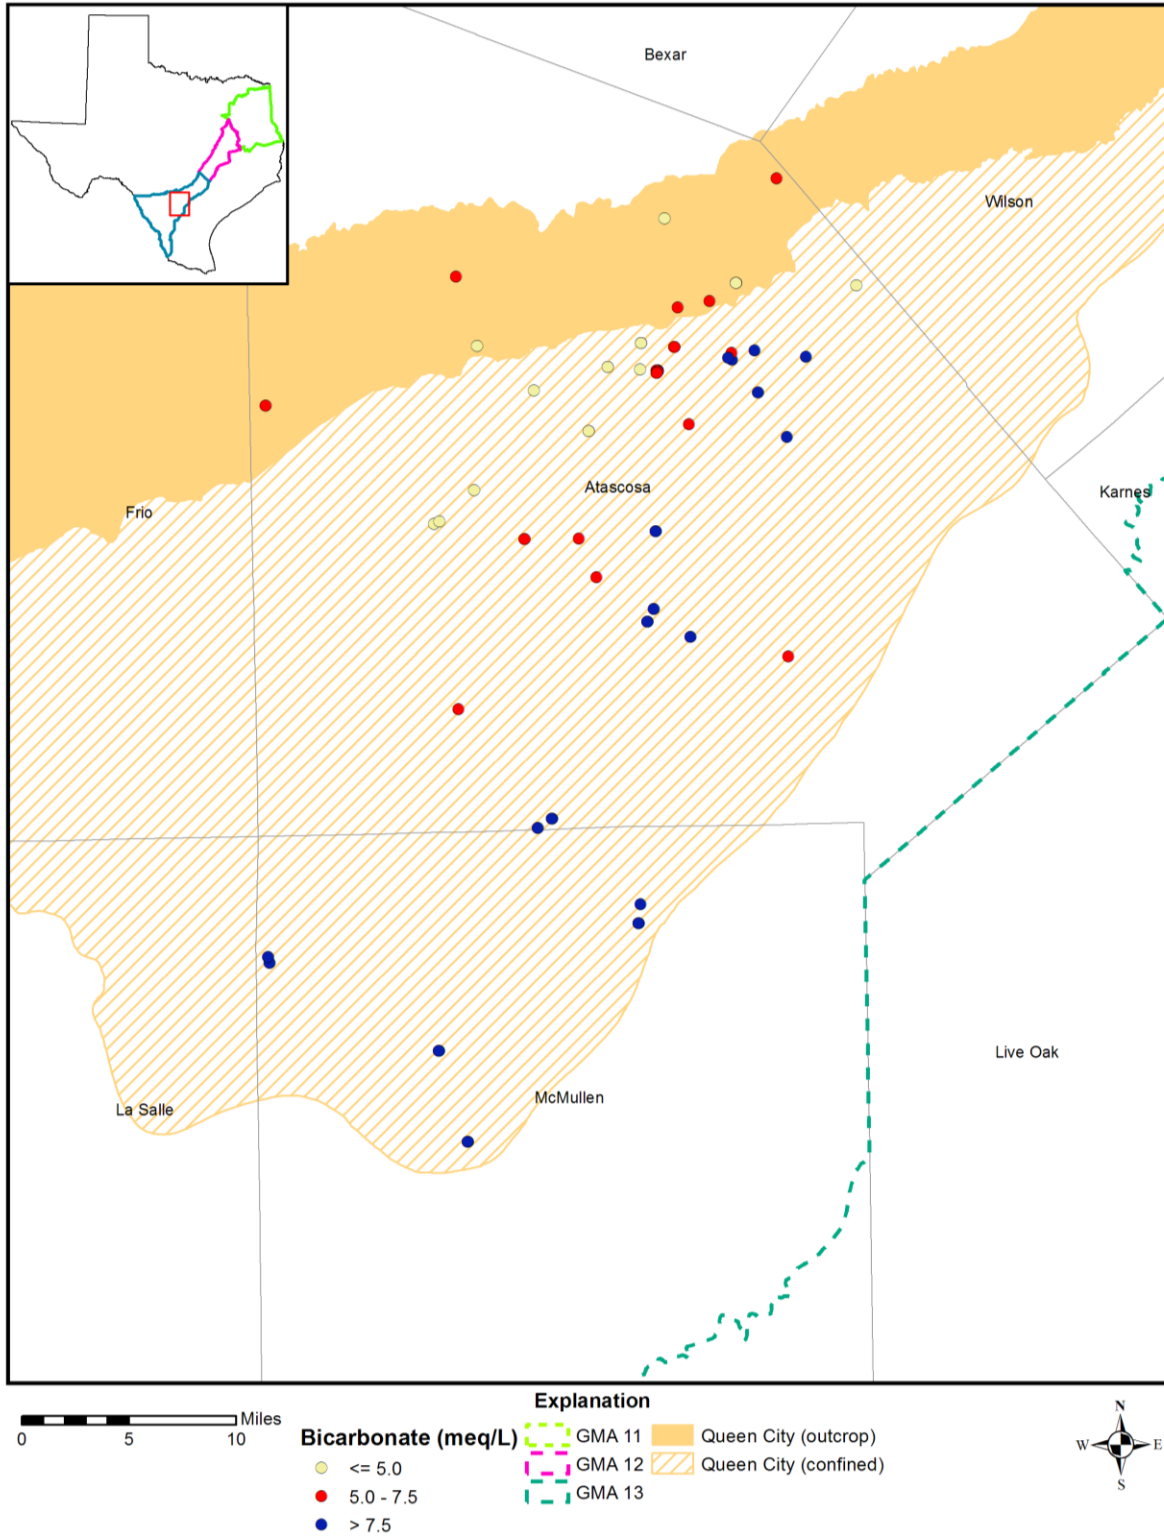 Bexar
Wilson
Atascosa
Karnes
Frio
Live Oak
McMullen
La Salle
Explanation
Miles
0 5 10
Bicarbonate (meq/L)
<= 5.0
5.0 - 7.5
> 7.5
GMA 11
GMA 12
GMA 13
Queen City (outcrop)
Queen City (confined)
N
W E
S